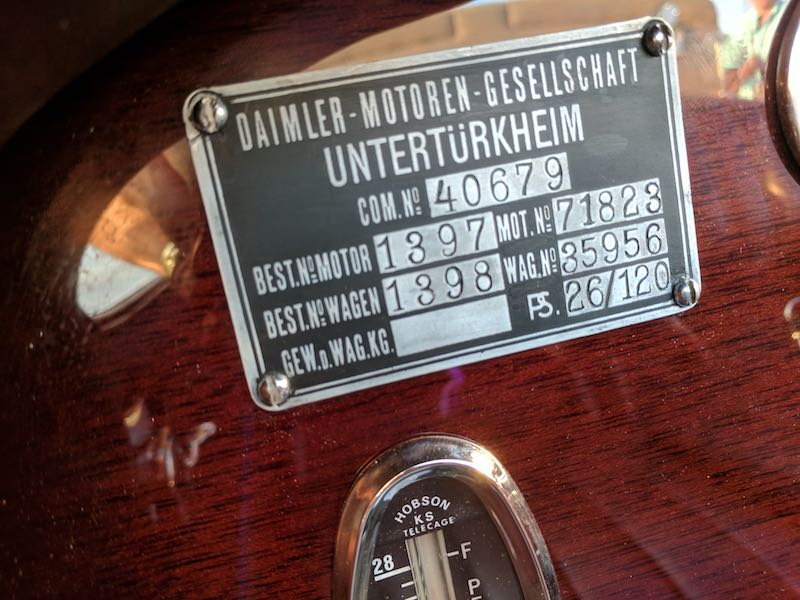 DAIMLER-MOTOREN-GESELLSCHAFT
UNTERTÜRKHEIM
COM.Nº 40679
BEST.Nº MOTOR 1397 MOT.Nº 71823
BEST.Nº WAGEN 1398 WAG.Nº 35956
GEW.D.WAG.KG. PS. 26/120
HOBSON
KS
TELECAGE
28 F
P